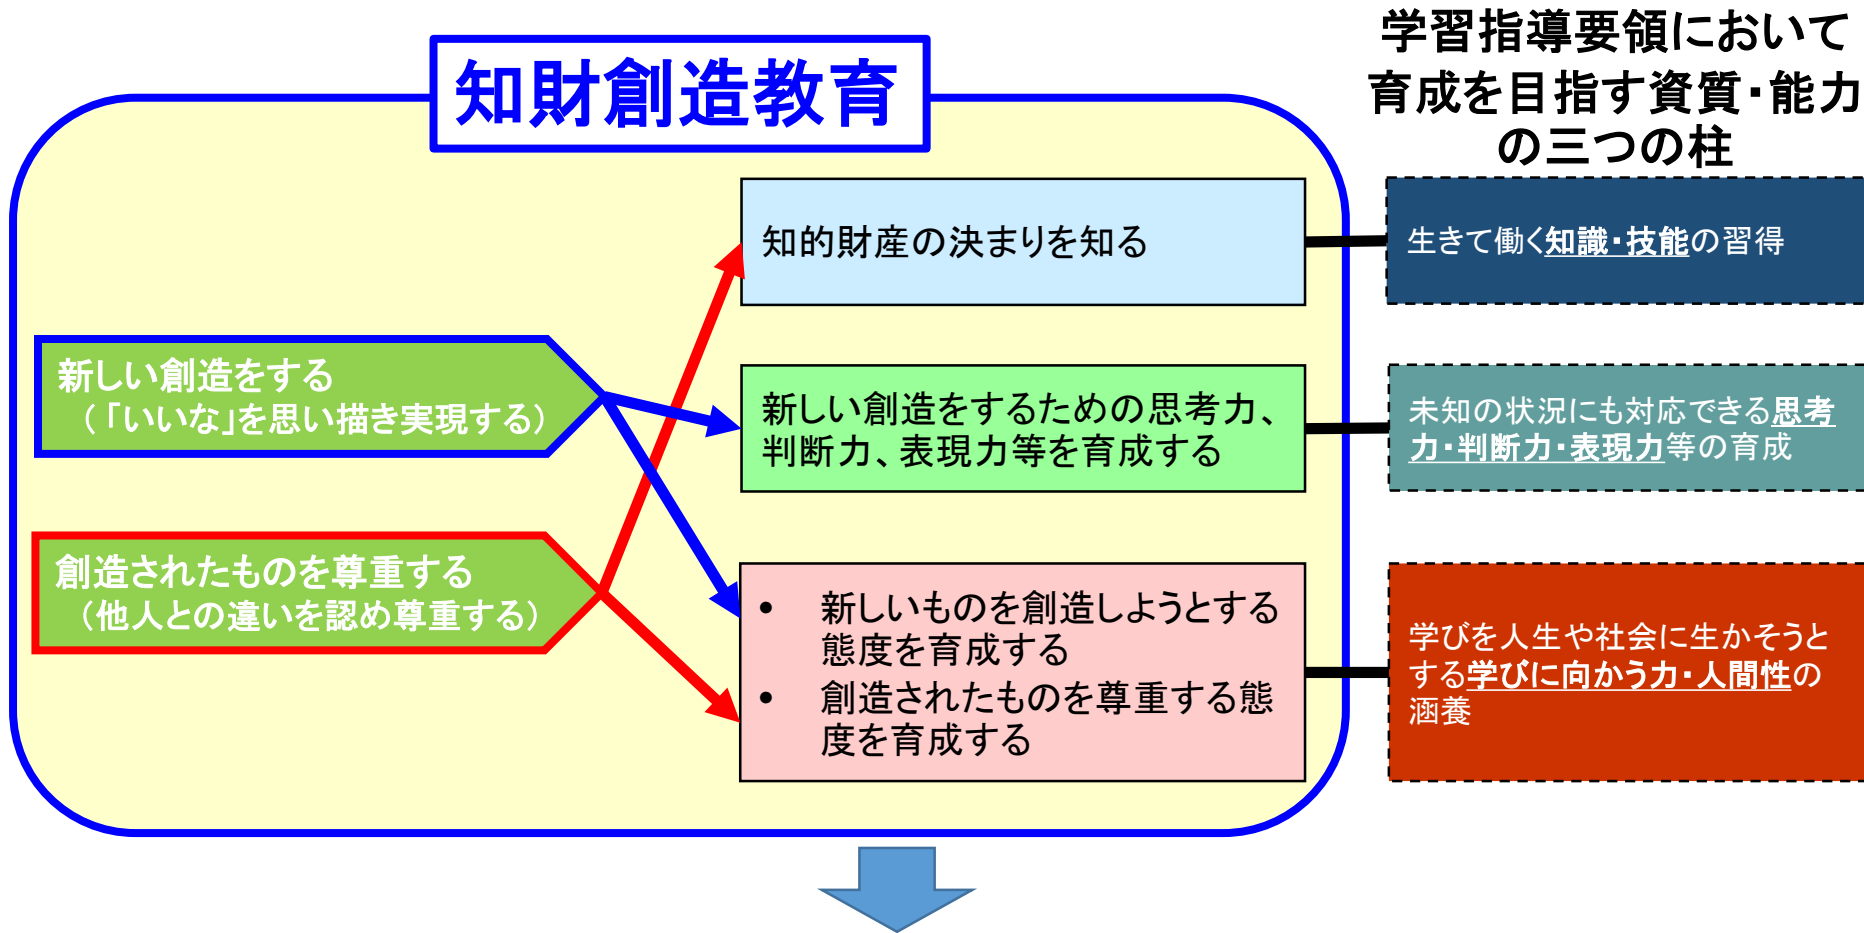 学習指導要領において
育成を目指す資質・能力
の三つの柱
知財創造教育
知的財産の決まりを知る
生きて働く知識・技能の習得
新しい創造をする
（「いいな」を思い描き実現する）
新しい創造をするための思考力、
判断力、表現力等を育成する
未知の状況にも対応できる思考
力・判断力・表現力等の育成
創造されたものを尊重する
（他人との違いを認め尊重する）
• 新しいものを創造しようとする
態度を育成する
• 創造されたものを尊重する態
度を育成する
学びを人生や社会に生かそうと
する学びに向かう力・人間性の
涵養